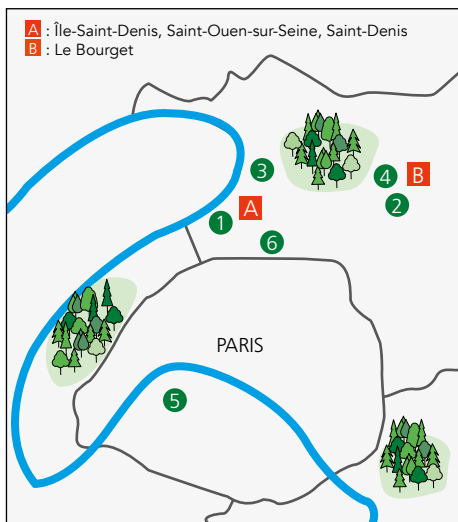 A : Île-Saint-Denis, Saint-Ouen-sur-Seine, Saint-Denis
B : Le Bourget
3
4 B
2
1 A
6
PARIS
5